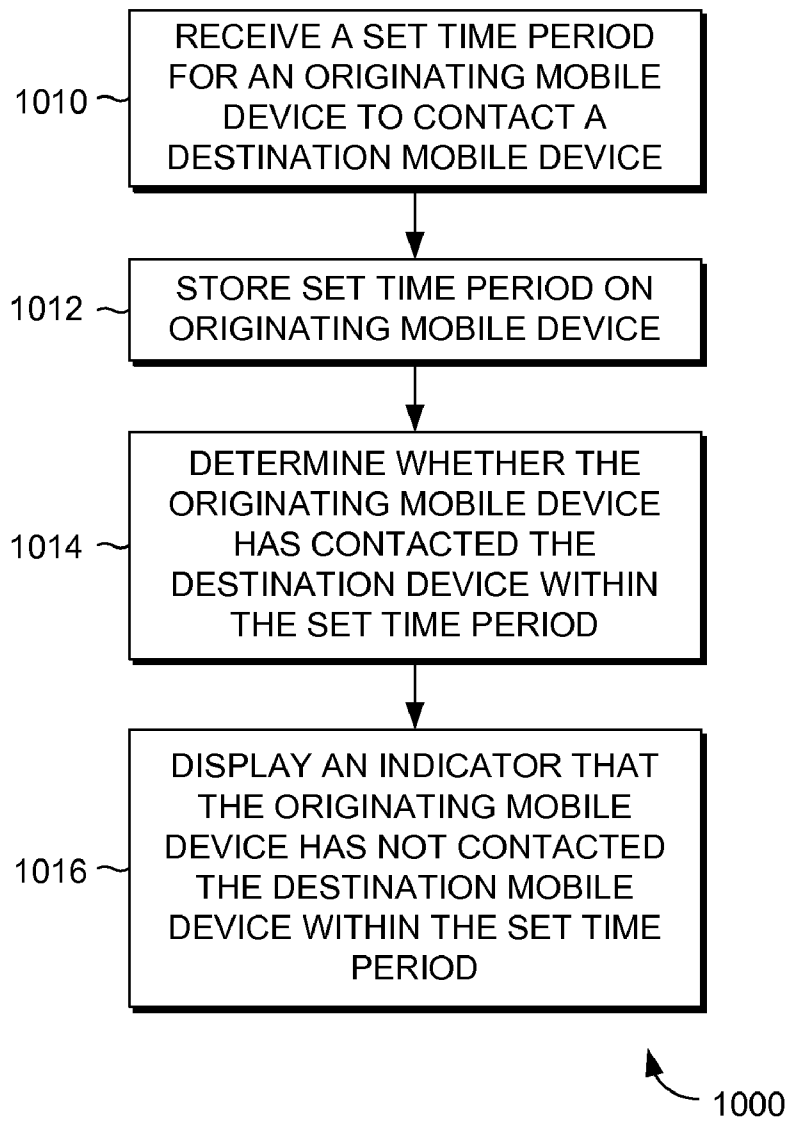 RECEIVE A SET TIME PERIOD
FOR AN ORIGINATING MOBILE
DEVICE TO CONTACT A
DESTINATION MOBILE DEVICE
1010
STORE SET TIME PERIOD ON
ORIGINATING MOBILE DEVICE
1012
DETERMINE WHETHER THE
ORIGINATING MOBILE DEVICE
HAS CONTACTED THE
DESTINATION DEVICE WITHIN
THE SET TIME PERIOD
1014
DISPLAY AN INDICATOR THAT
THE ORIGINATING MOBILE
DEVICE HAS NOT CONTACTED
THE DESTINATION MOBILE
DEVICE WITHIN THE SET TIME
PERIOD
1016
1000